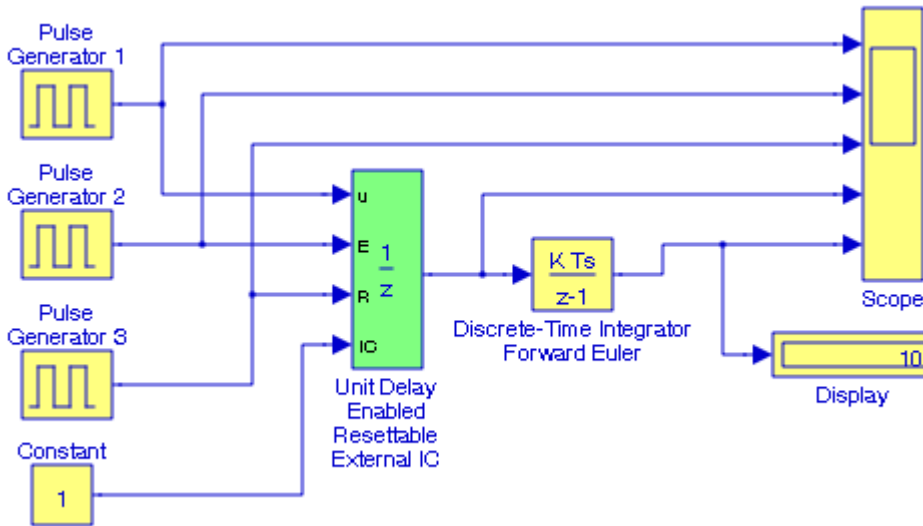 Pulse
Generator 1
Pulse
Generator 2
Pulse
Generator 3
Constant
1
u
E
R
IC
1
z
Unit Delay
Enabled
Resettable
External IC
K Ts
z-1
Discrete-Time Integrator
Forward Euler
Scope
10
Display